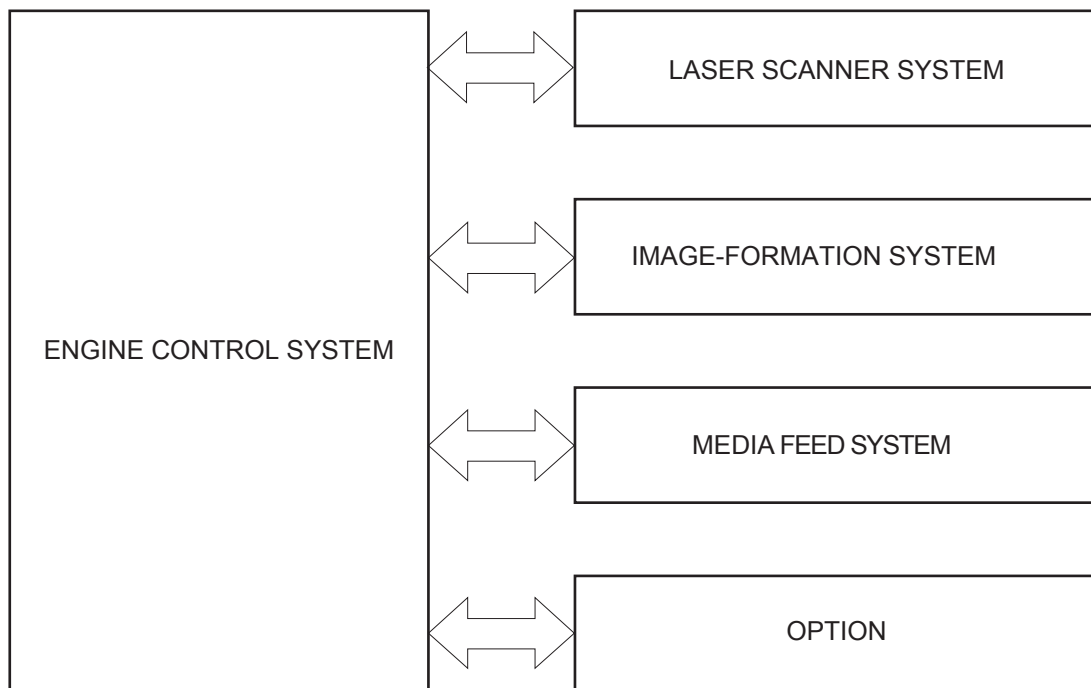 LASER SCANNER SYSTEM
IMAGE-FORMATION SYSTEM
ENGINE CONTROL SYSTEM
MEDIA FEED SYSTEM
OPTION